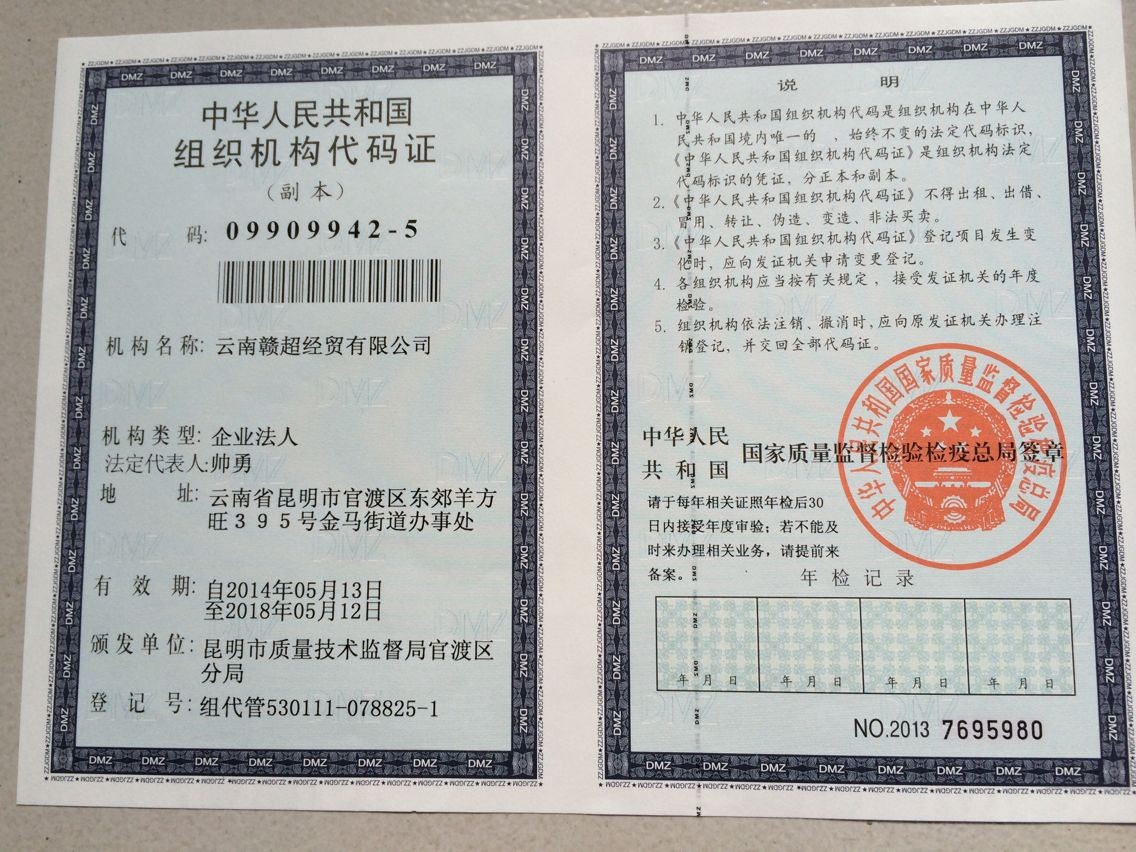 中华人民共和国
组织机构代码证
（副本）
代 码: 09909942-5
机构名称: 云南赣超经贸有限公司
机构类型: 企业法人
法定代表人:帅勇
地 址: 云南省昆明市官渡区东郊羊方
旺３９５号金马街道办事处
有 效 期: 自2014年05月13日
至2018年05月12日
颁发单位: 昆明市质量技术监督局官渡区
分局
登 记 号: 组代管530111-078825-1
说 明
1. 中华人民共和国组织机构代码是组织机构在中华人
民共和国境内唯一的 ，始终不变的法定代码标识，
《中华人民共和国组织机构代码证》是组织机构法定
代码标识的凭证，分正本和副本。
2.《中华人民共和国组织机构代码证》不得出租、出借、
冒用、转让、伪造、变造、非法买卖。
3.《中华人民共和国组织机构代码证》登记项目发生变
化时，应向发证机关申请变更登记。
4. 各组织机构应当按有关规定，接受发证机关的年度
检验。
5. 组织机构依法注销、撤消时，应向原发证机关办理注
销登记，并交回全部代码证。
中华人民
共和国
国家质量监督检验检疫总局签章
中华人民共和国国家质量监督检验检疫总局
请于每年相关证照年检后30
日内接受年度审验；若不能及
时来办理相关业务，请提前来
备案。
年检记录
年 月 日 年 月 日 年 月 日 年 月 日
NO.2013 7695980